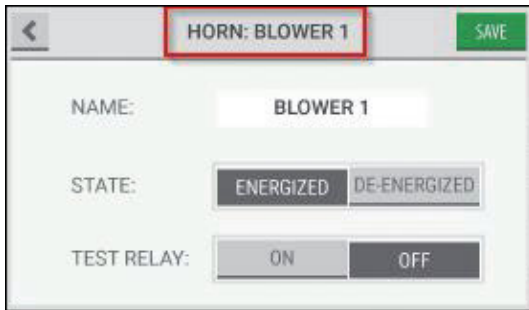 HORN: BLOWER 1 SAVE
NAME: BLOWER 1
STATE: ENERGIZED DE-ENERGIZED
TEST RELAY: ON OFF